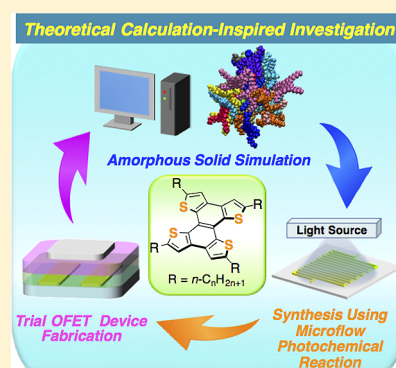 Theoretical Calculation-Inspired Investigation
Amorphous Solid Simulation
R
R
S
S
S
S
R
R
R = n-CnH2n+1
Light Source
Trial OFET Device
Fabrication
Synthesis Using
Microflow
Photochemical
Reaction